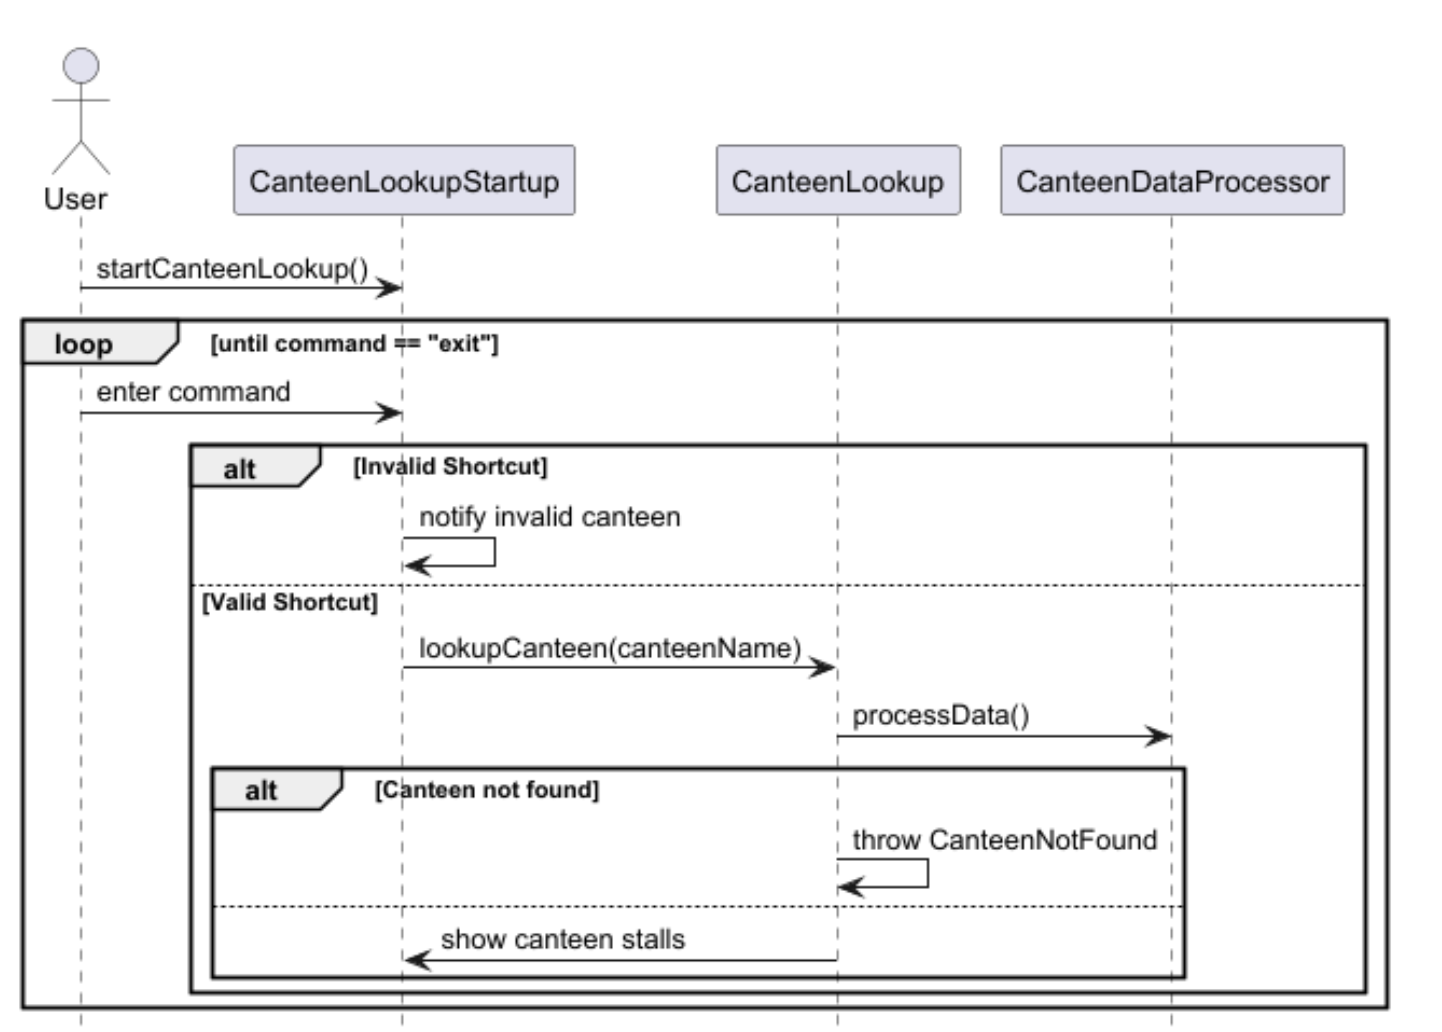 User
CanteenLookupStartup
CanteenLookup
CanteenDataProcessor
startCanteenLookup()
loop
[until command == "exit"]
enter command
alt
[Invalid Shortcut]
notify invalid canteen
[Valid Shortcut]
lookupCanteen(canteenName)
processData()
alt
[Canteen not found]
throw CanteenNotFound
show canteen stalls